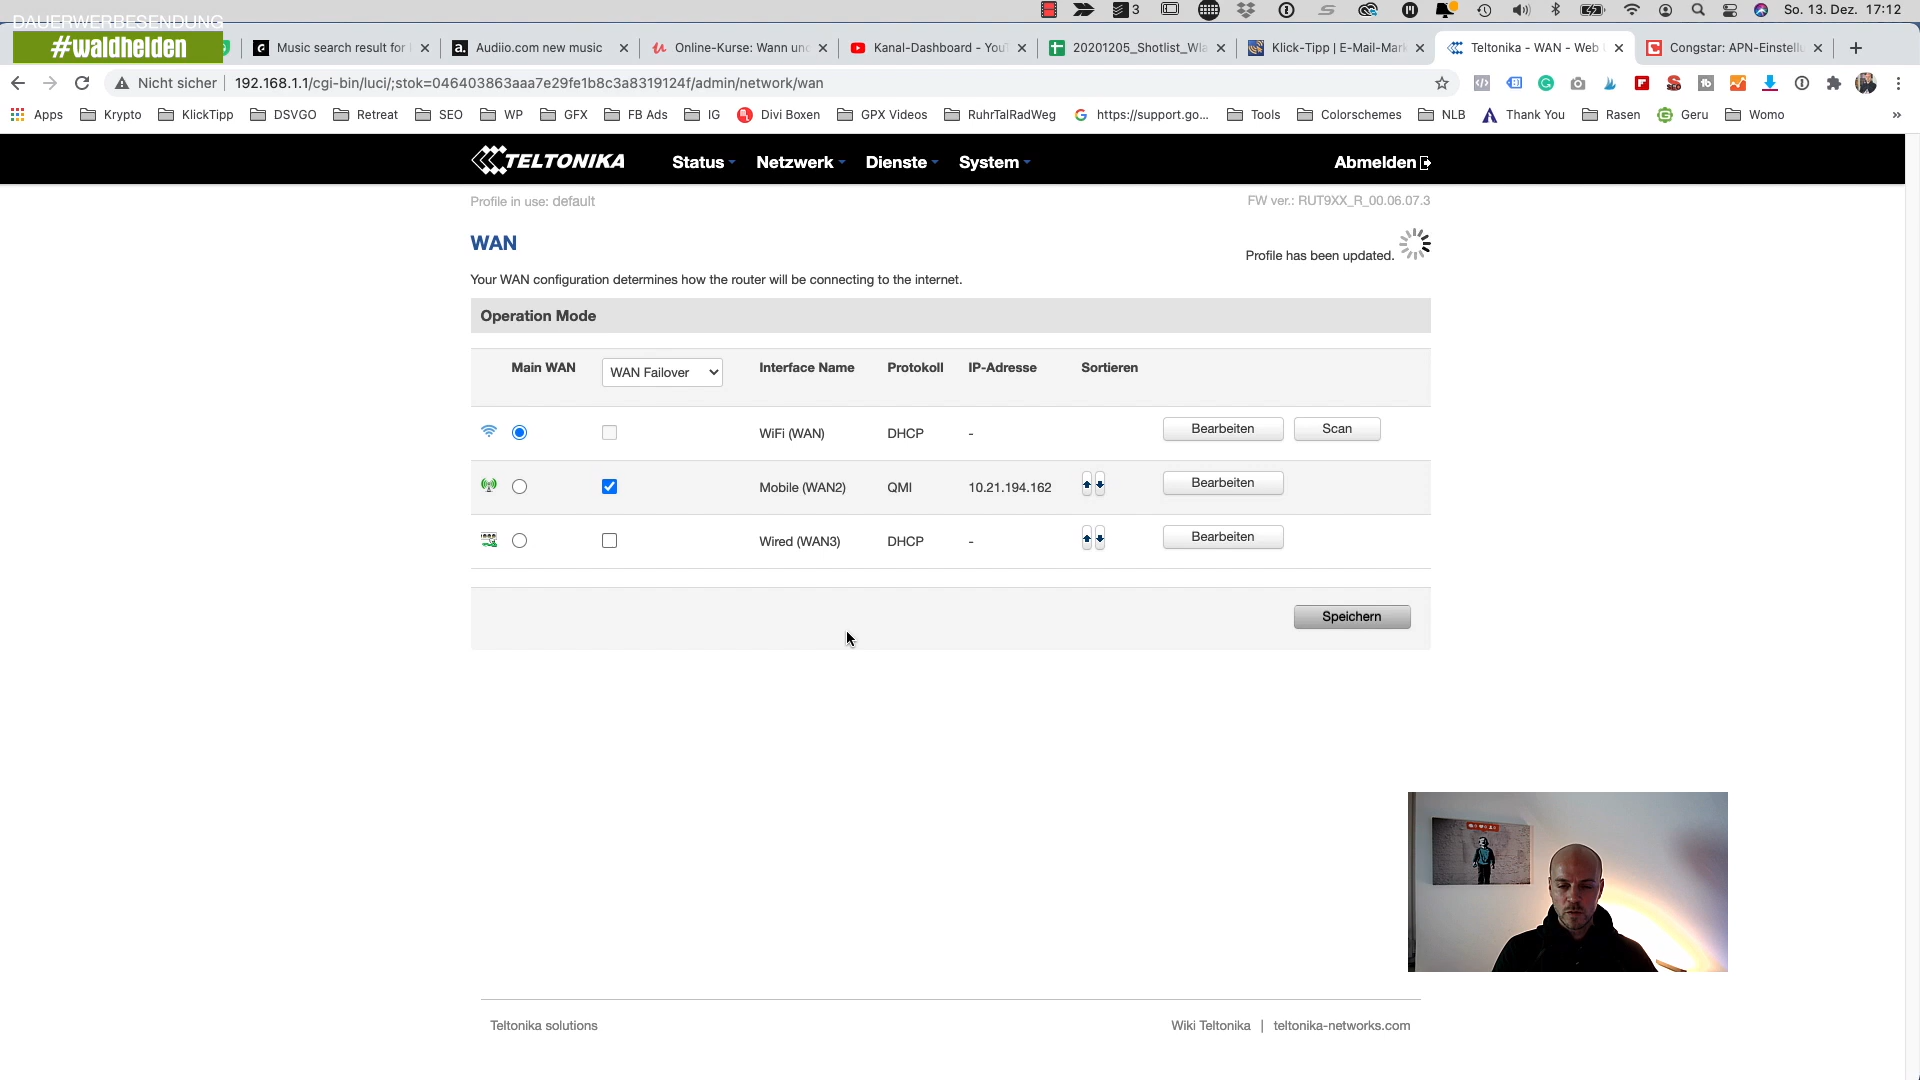 3 So. 13. Dez. 17:12
DAUERWERBESENDUNG
#waldhelden
Music search result for
Audiio.com new music
Online-Kurse: Wann un
Kanal-Dashboard - You
20201205_Shotlist_Wla
Klick-Tipp | E-Mail-Mark
Teltonika - WAN - Web
Congstar: APN-Einstell
Nicht sicher 192.168.1.1/cgi-bin/luci/;stok=046403863aaa7e29fe1b8c3a8319124f/admin/network/wan
Apps Krypto KlickTipp DSVGO Retreat SEO WP GFX FB Ads IG Divi Boxen GPX Videos RuhrTalRadWeg https://support.go... Tools Colorschemes NLB Thank You Rasen Geru Womo »
TELTONIKA Status Netzwerk Dienste System Abmelden
Profile in use: default FW ver.: RUT9XX_R_00.06.07.3
WAN
Profile has been updated.
Your WAN configuration determines how the router will be connecting to the internet.
Operation Mode
Main WAN WAN Failover Interface Name Protokoll IP-Adresse Sortieren
WiFi (WAN) DHCP - Bearbeiten Scan
Mobile (WAN2) QMI 10.21.194.162 Bearbeiten
Wired (WAN3) DHCP - Bearbeiten
Speichern
Teltonika solutions Wiki Teltonika | teltonika-networks.com